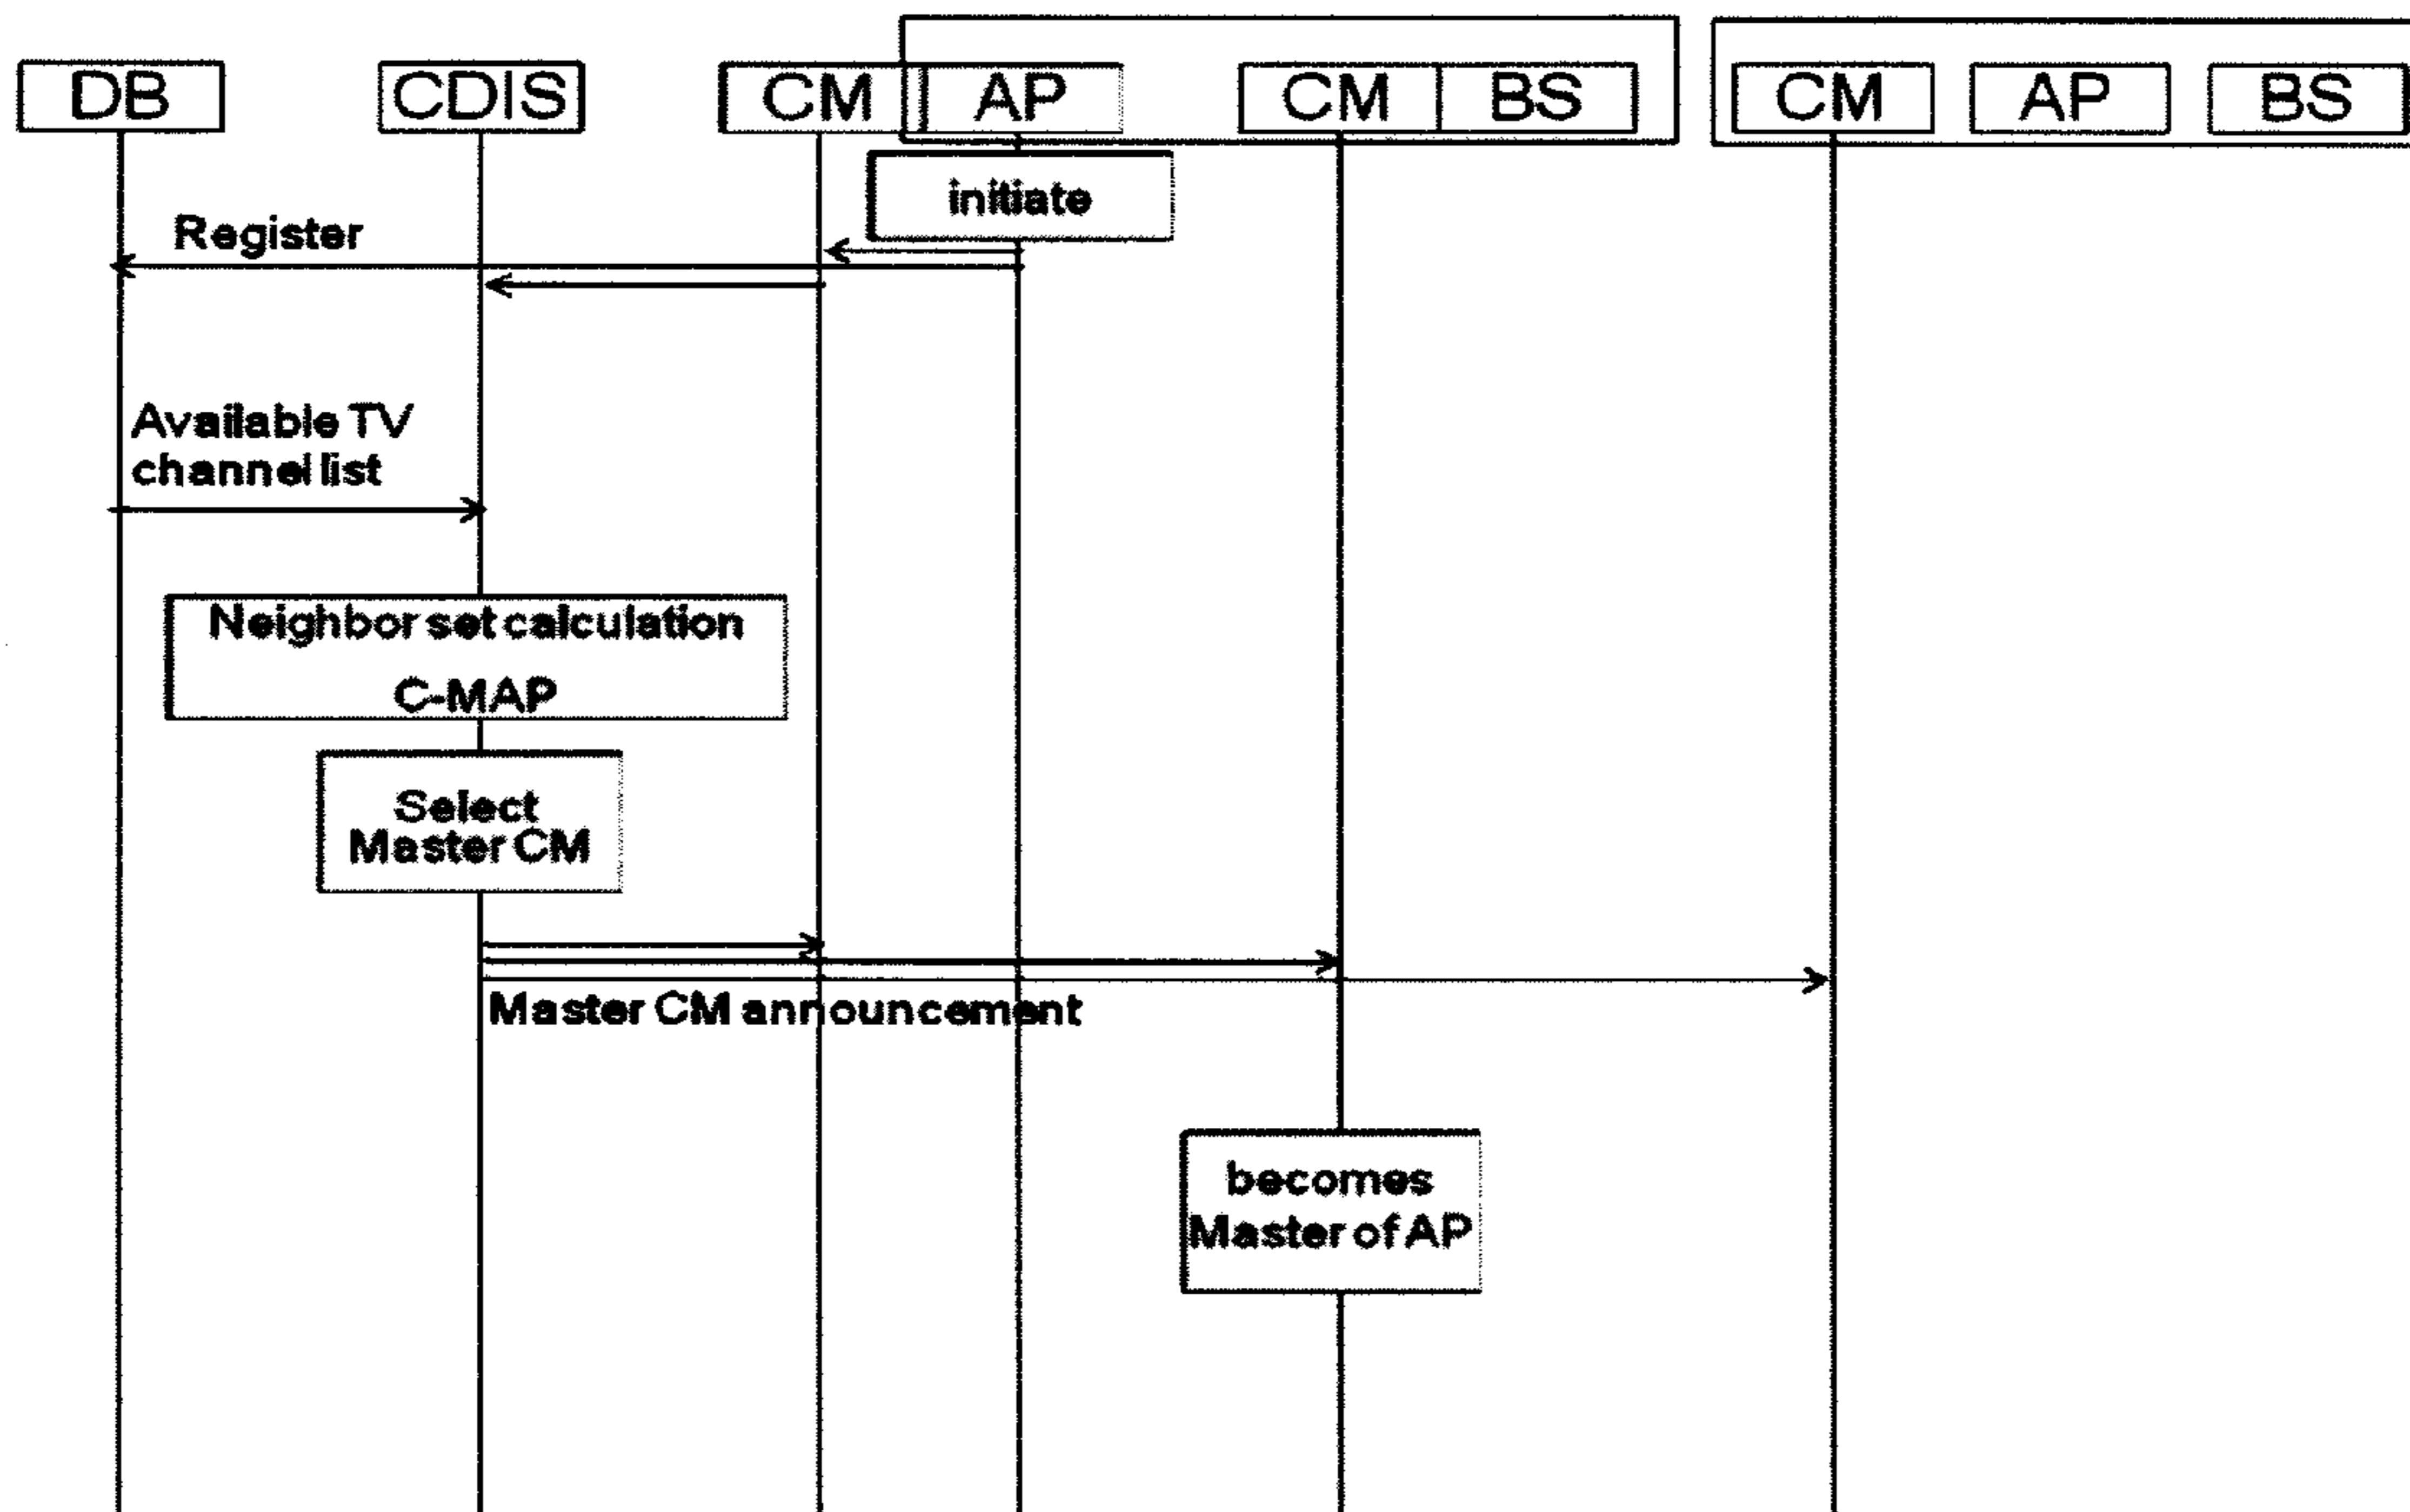 DB CDIS CM AP CM BS CM AP BS
initiate
Register
Available TV
channel list
Neighbor set calculation
C-MAP
Select
Master CM
Master CM announcement
becomes
Master of AP